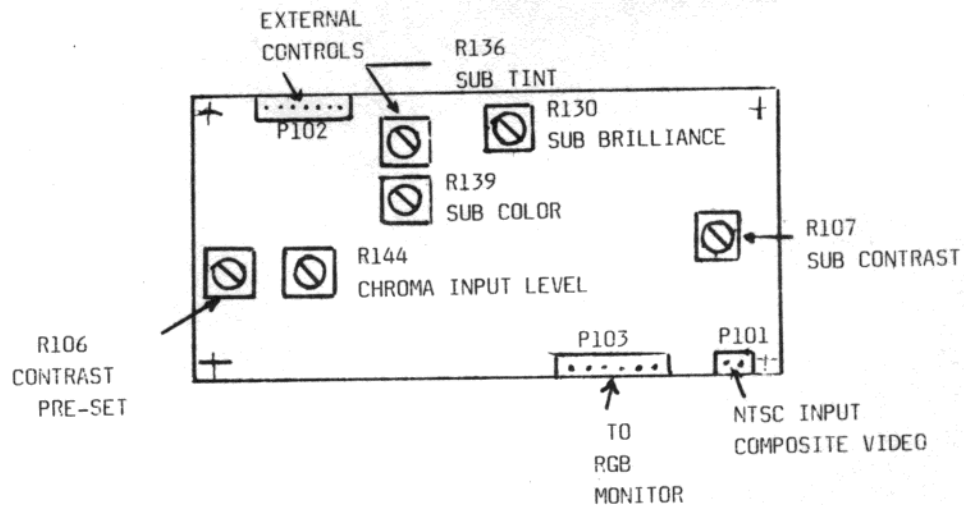 EXTERNAL
CONTROLS
R136
SUB TINT
P102
R130
SUB BRILLIANCE
R139
SUB COLOR
R107
SUB CONTRAST
R144
CHROMA INPUT LEVEL
R106
CONTRAST
PRE-SET
P103
P101
TO
RGB
MONITOR
NTSC INPUT
COMPOSITE VIDEO